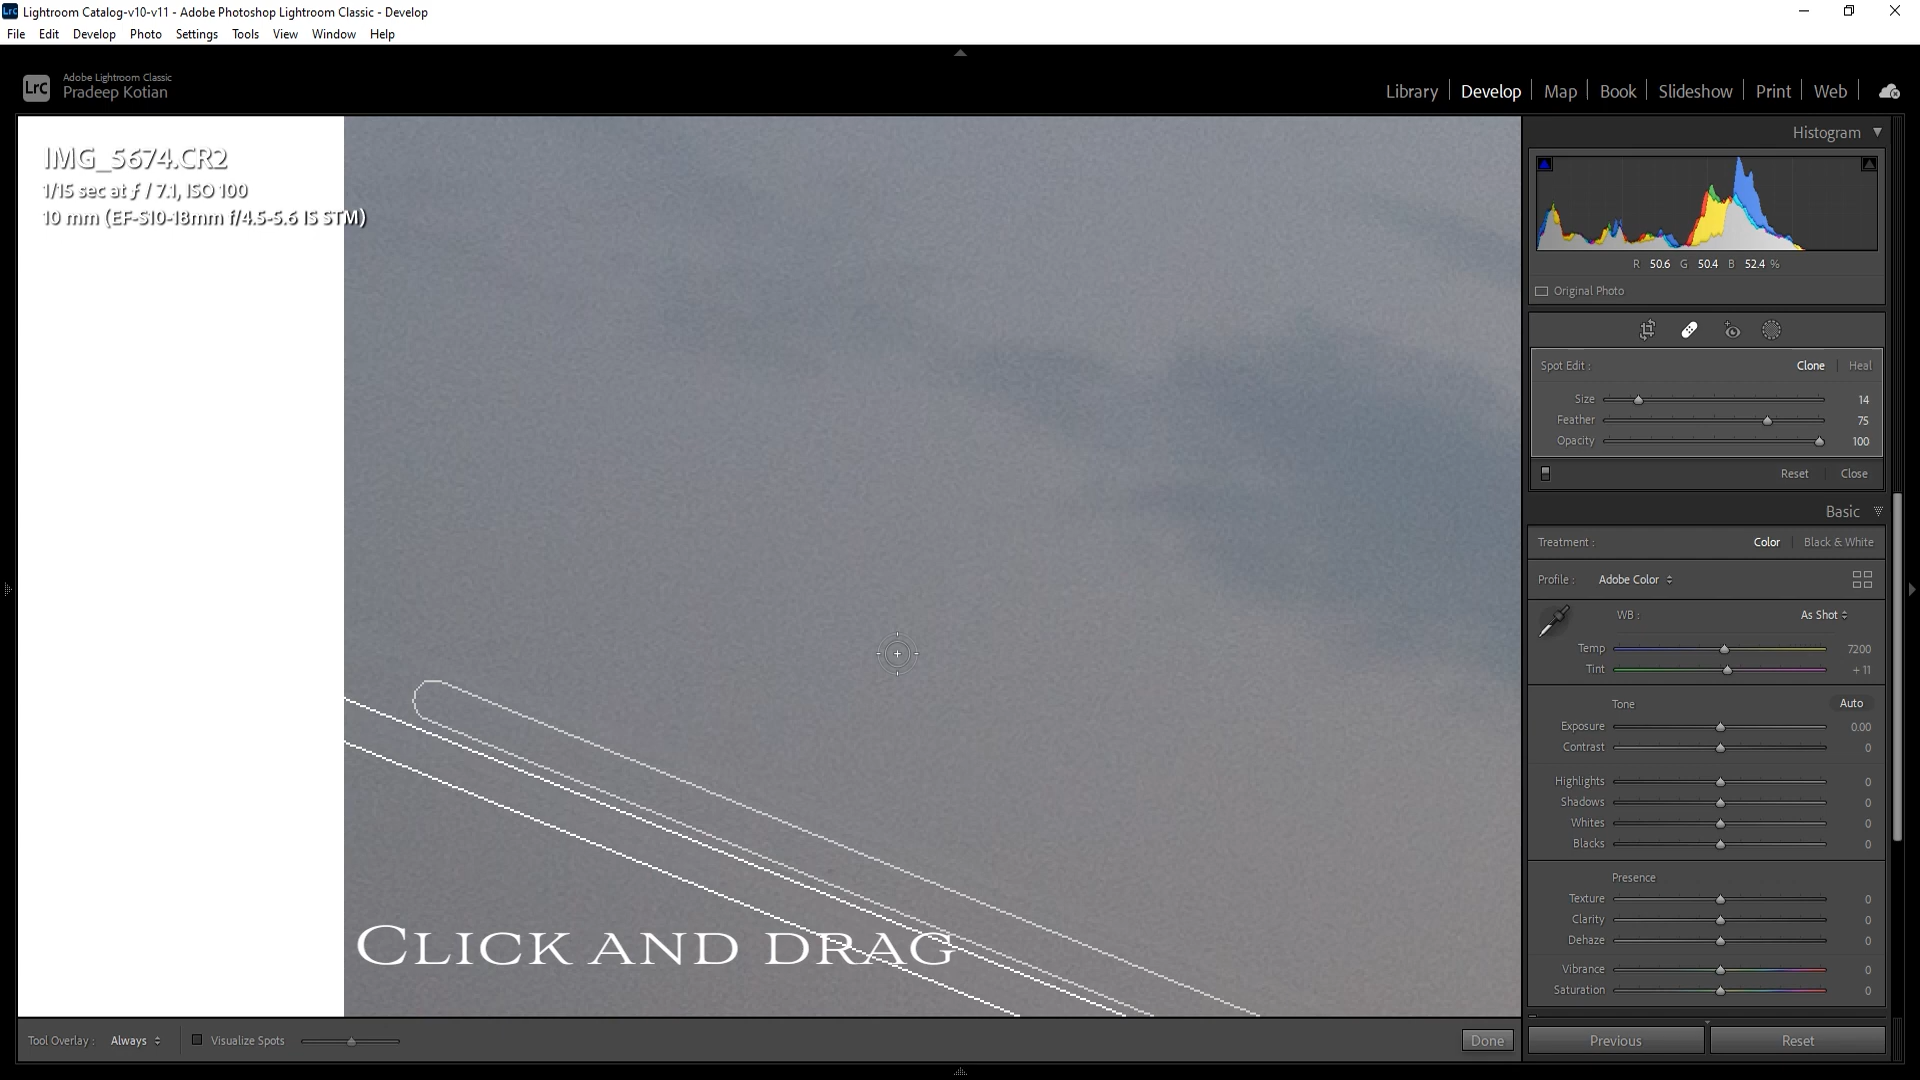 Lrc Lightroom Catalog-v10-v11 - Adobe Photoshop Lightroom Classic - Develop
File Edit Develop Photo Settings Tools View Window Help
LrC Adobe Lightroom Classic
Pradeep Kotian
Library Develop Map Book Slideshow Print Web
IMG_5674.CR2
1/15 sec at ƒ / 7.1, ISO 100
10 mm (EF-S10-18mm f/4.5-5.6 IS STM)
Histogram
R 50.6 G 50.4 B 52.4 %
Original Photo
Spot Edit : Clone Heal
Size 14
Feather 75
Opacity 100
Reset Close
Basic
Treatment : Color Black & White
Profile : Adobe Color
WB : As Shot
Temp 7200
Tint + 11
Tone Auto
Exposure 0.00
Contrast 0
Highlights 0
Shadows 0
Whites 0
Blacks 0
Presence
Texture 0
Clarity 0
Dehaze 0
Vibrance 0
Saturation 0
CLICK AND DRAG
Tool Overlay : Always Visualize Spots Done
Previous Reset